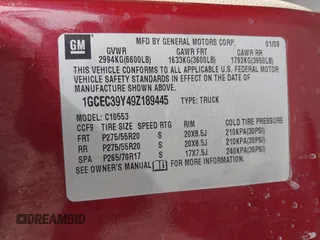 GM
MFD BY GENERAL MOTORS CORP. 01/09
GVWR GAWR FRT GAWR RR
2994KG(6600LB) 1633KG(3600LB) 1792KG(3950LB)
THIS VEHICLE CONFORMS TO ALL APPLICABLE U.S. FEDERAL
MOTOR VEHICLE SAFETY STANDARDS IN EFFECT ON THE DATE OF
MANUFACTURE SHOWN ABOVE.
1GCEC39Y49Z189445 TYPE: TRUCK
MODEL: C10553
CCF9 TIRE SIZE SPEED RTG RIM COLD TIRE PRESSURE
FRT P275/55R20 S 20X8.5J 210KPA(30PSI)
RR P275/55R20 S 20X8.5J 210KPA(30PSI)
SPA P265/70R17 S 17X7.5J 240KPA(35PSI)
SEE OWNER'S MANUAL FOR MORE INFORMATION.
DREAMBID